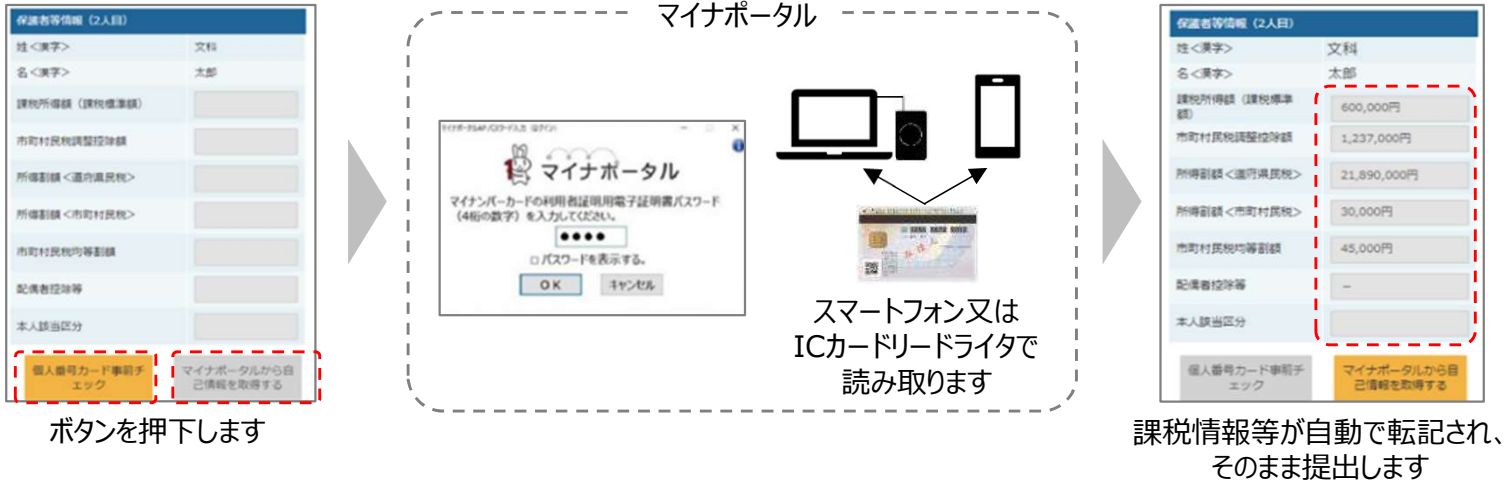 保護者等情報（2人目）
姓<漢字> 文科
名<漢字> 太郎
課税所得額（課税標準額）
市町村民税調整控除額
所得割額<道府県民税>
所得割額<市町村民税>
市町村民税均等割額
配偶者控除等
本人該当区分
個人番号カード事前チ
ェック
マイナポータルから自
己情報を取得する
ボタンを押下します
マイナポータル
マイナポータル
マイナンバーカードの利用者証明用電子証明書パスワード
（4桁の数字）を入力してください。
●●●●
□パスワードを表示する。
OK キャンセル
スマートフォン又は
ICカードリードライタで
読み取ります
保護者等情報（2人目）
姓<漢字> 文科
名<漢字> 太郎
課税所得額（課税標準
額） 600,000円
市町村民税調整控除額 1,237,000円
所得割額<道府県民税> 21,890,000円
所得割額<市町村民税> 30,000円
市町村民税均等割額 45,000円
配偶者控除等 －
本人該当区分
個人番号カード事前チ
ェック
マイナポータルから自
己情報を取得する
課税情報等が自動で転記され、
そのまま提出します